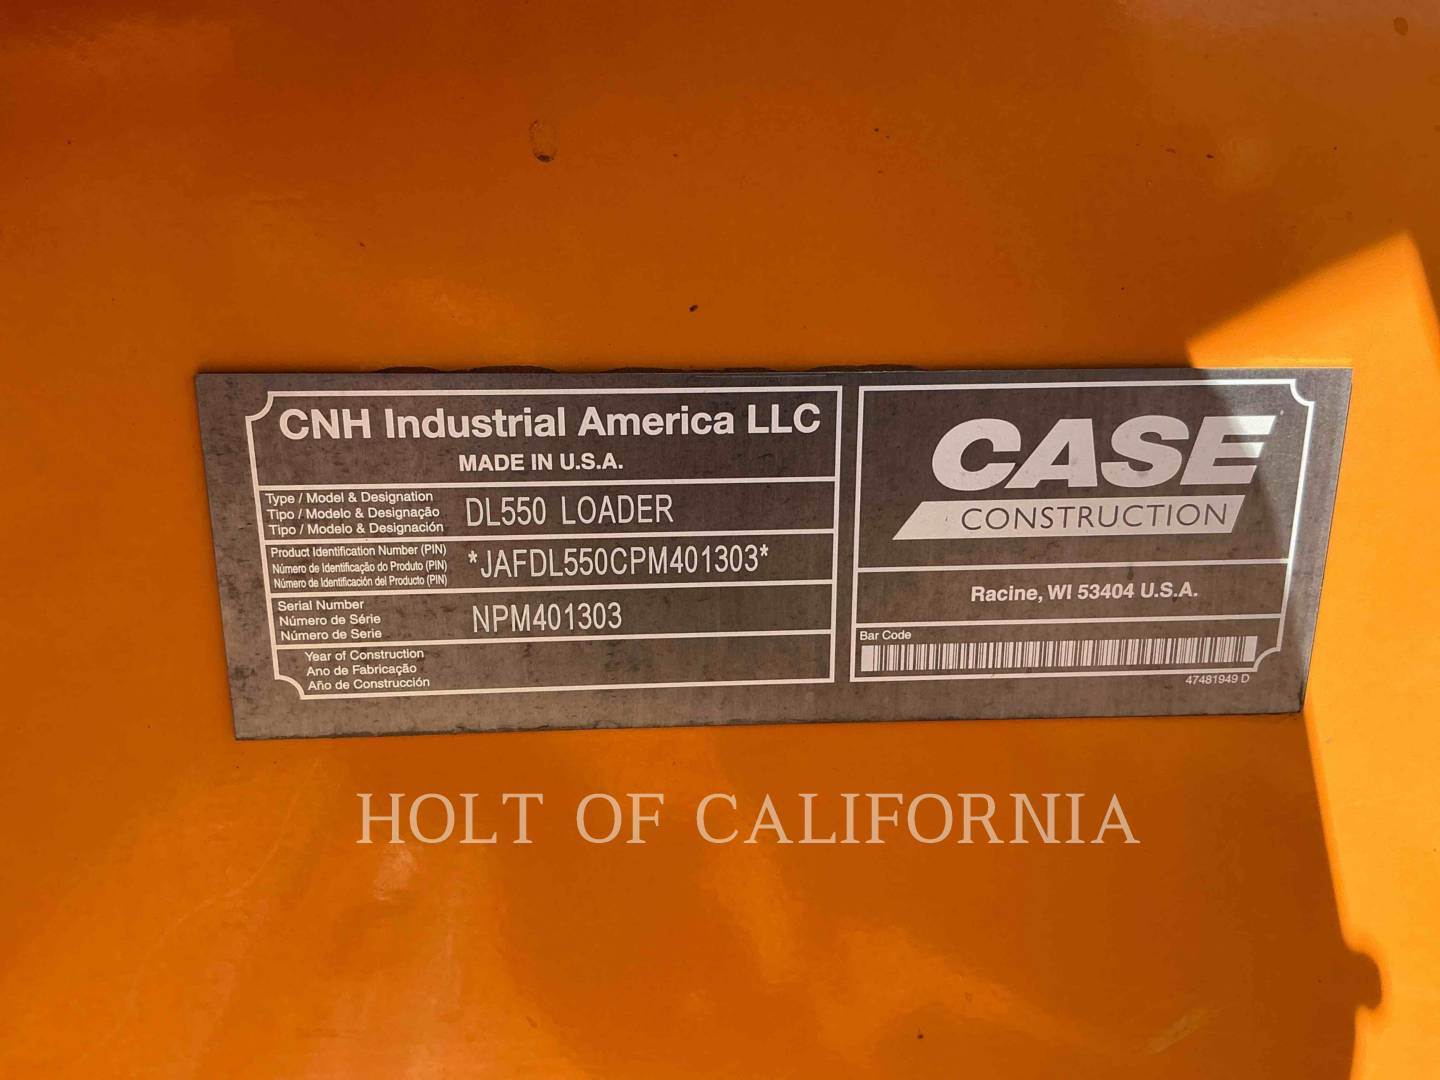 CNH Industrial America LLC
MADE IN U.S.A.
Type / Model & Designation
Tipo / Modelo & Designação
Tipo / Modelo & Designación
DL550 LOADER
Product Identification Number (PIN)
Número de Identificação do Produto (PIN)
Número de Identificación del Producto (PIN)
*JAFDL550CPM401303*
Serial Number
Número de Série
Número de Serie
NPM401303
Year of Construction
Ano de Fabricação
Año de Construcción
CASE
CONSTRUCTION
Racine, WI 53404 U.S.A.
Bar Code
47481949 D
HOLT OF CALIFORNIA